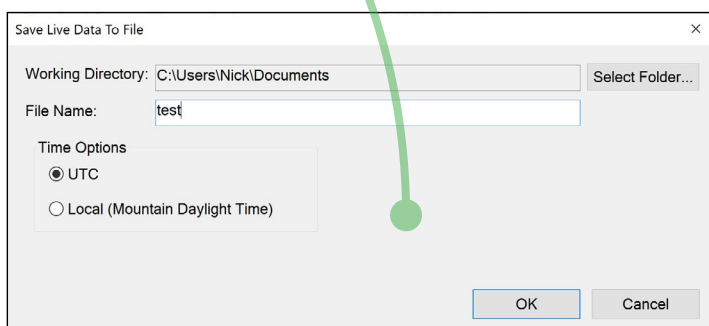 Save Live Data To File
Working Directory: C:\Users\Nick\Documents Select Folder...
File Name: test
Time Options
UTC
Local (Mountain Daylight Time)
OK Cancel